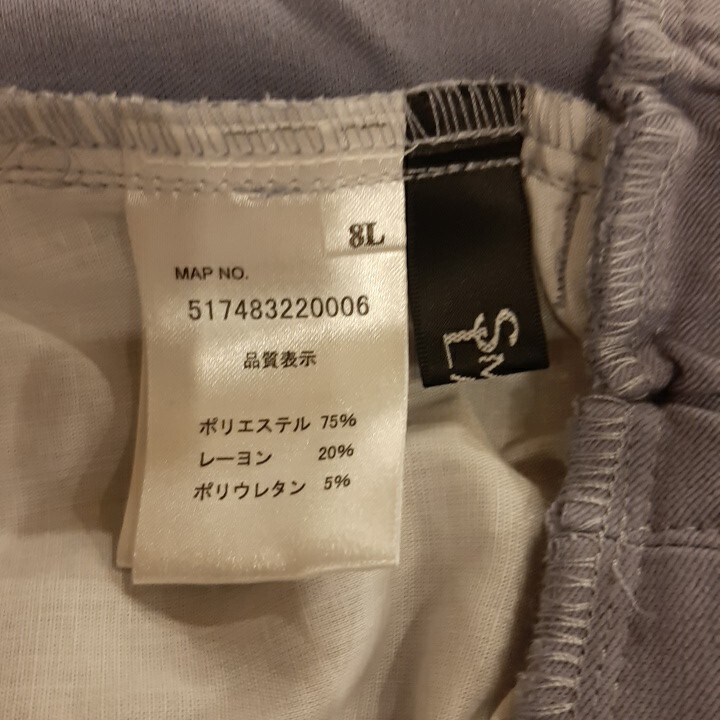 8L
MAP NO.
517483220006
品質表示
ポリエステル 75%
レーヨン 20%
ポリウレタン 5%